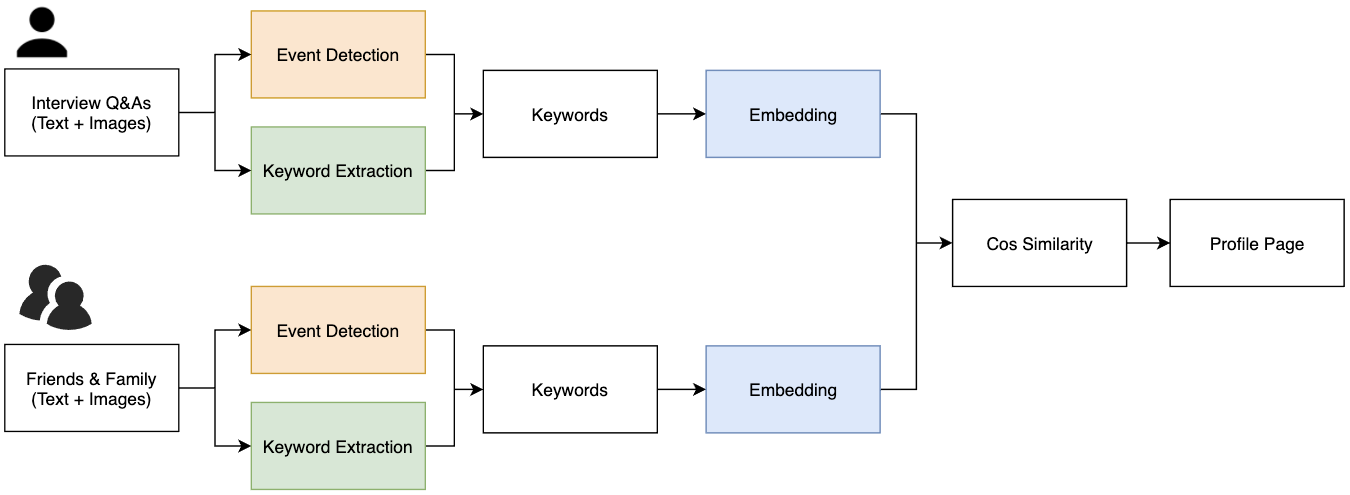 Interview Q&As
(Text + Images)
Event Detection
Keyword Extraction
Keywords
Embedding
Friends & Family
(Text + Images)
Event Detection
Keyword Extraction
Keywords
Embedding
Cos Similarity
Profile Page